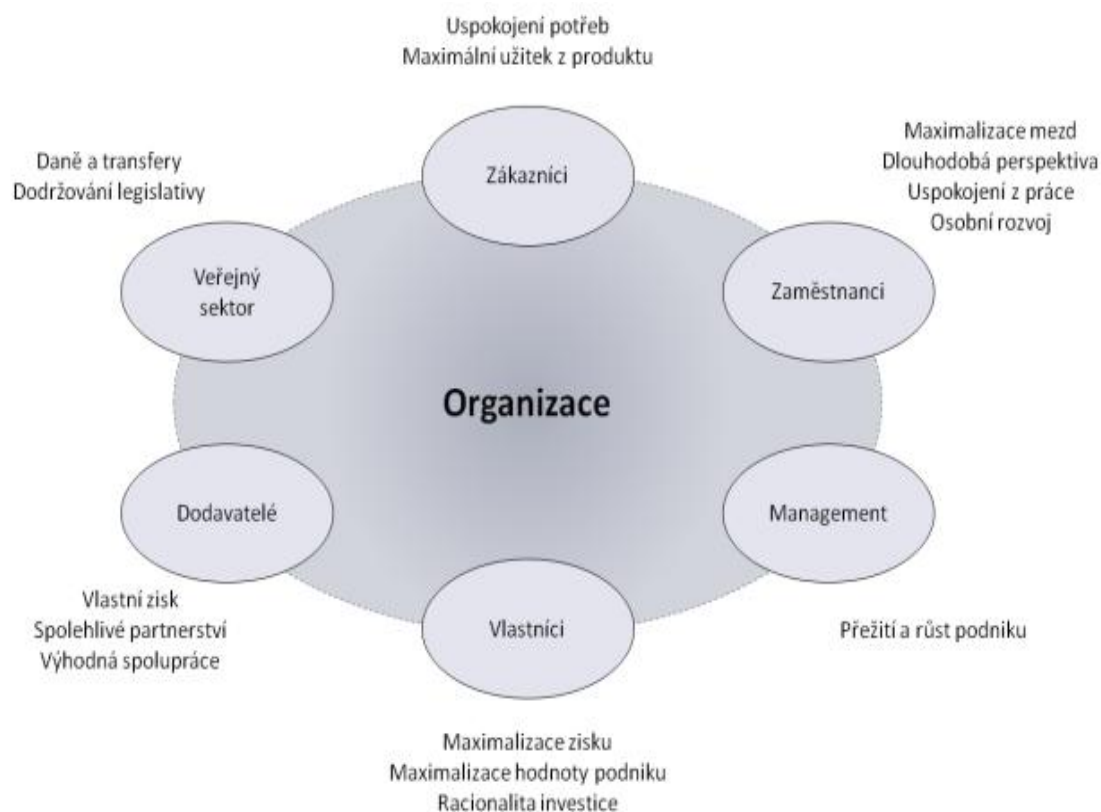 Uspokojení potřeb
Maximální užitek z produktu
Zákazníci
Maximalizace mezd
Dlouhodobá perspektiva
Uspokojení z práce
Osobní rozvoj
Daně a transfery
Dodržování legislativy
Veřejný
sektor
Zaměstnanci
Organizace
Dodavatelé
Management
Vlastní zisk
Spolehlivé partnerství
Výhodná spolupráce
Vlastníci
Přežití a růst podniku
Maximalizace zisku
Maximalizace hodnoty podniku
Racionalita investice